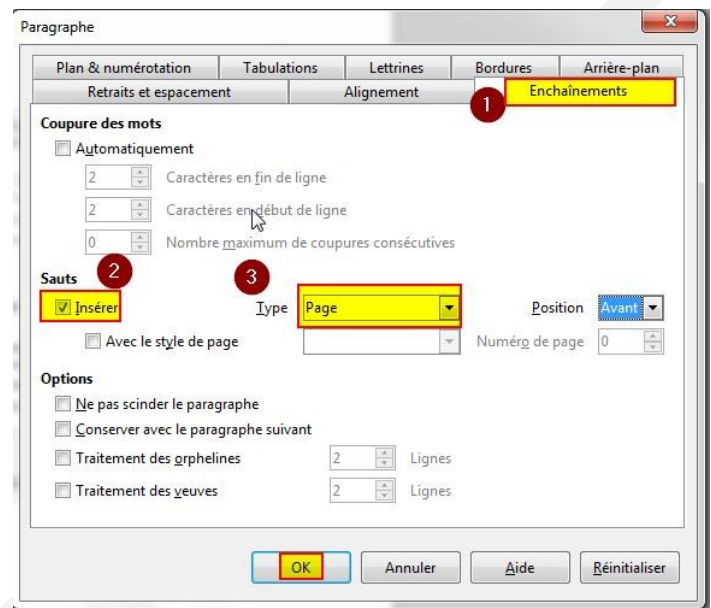 Paragraphe
Plan & numérotation Tabulations Lettrines Bordures Arrière-plan
Retraits et espacement Alignement 1 Enchaînements
Coupure des mots
Automatiquement
2 Caractères en fin de ligne
2 Caractères en début de ligne
0 Nombre maximum de coupures consécutives
Sauts 2 3
Insérer Type Page Position Avant
Avec le style de page Numéro de page 0
Options
Ne pas scinder le paragraphe
Conserver avec le paragraphe suivant
Traitement des orphelines 2 Lignes
Traitement des veuves 2 Lignes
OK Annuler Aide Réinitialiser